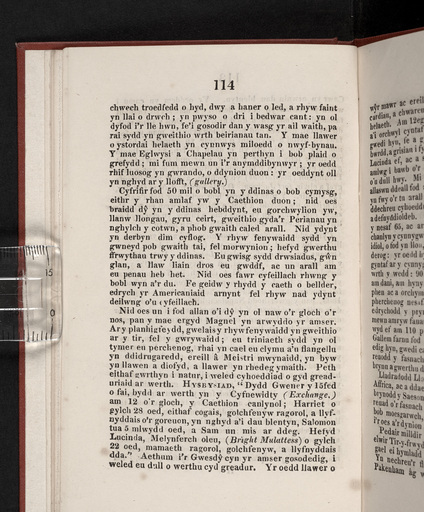 114
chwech troedfedd o hyd, dwy a haner o led, a rhyw faint
yn llai o drwch; yn pwyso o dri i bedwar cant: yn ol
dyfod i'r lle hwn, fe'i gosodir dan y wasg yr ail waith, pa
rai sydd yn gweithio wrth beirianau tan. Y mae llawer
o ystordai helaeth yn cynnwys miloedd o nwyf-bynau.
Y mae Eglwysi a Chapelau yn perthyn i bob plaid o
grefydd; mi fum mewn un i'r anymddibynwyr; yr oedd
rhif luosog yn gwrando, o ddynion duon: yr oeddynt oll
yn nghyd ar y llofft, (gallery.)
Cyfrifir fod 50 mil o bobl yn y ddinas o bob cymysg,
eithr y rhan amlaf yw y Caethion duon; nid oes
braidd dŷ yn y ddinas hebddynt, eu gorchwylion yw,
llanw llongau, gyru ceirt, gweithio gyda'r Perianau yn
nghylch y cotwn, a phob gwaith caled arall. Nid ydynt
yn derbyn dim cyflog. Y rhyw fenywaidd sydd yn
gwneyd pob gwaith tai, fel morwynion; hefyd gwerthu
ffrwythau trwy y ddinas. Eu gwisg sydd drwsiadus, gŵn
glan, a llaw liain dros eu gwddf, ac un arall am
eu penau heb het. Nid oes fawr cyfeillach rhwng y
bobl wyn a'r du. Fe geidw y rhydd y caeth o bellder,
edrych yr Americaniaid arnynt fel rhyw nad ydynt
deilwng o'u cyfeillach.
Nid oes un i fod allan o'i dŷ yn ol naw o'r gloch o'r
nos, pan y mae ergyd Magnel yn arwyddio yr amser.
Ar y planhigfeydd, gwelais y rhyw fenywaidd yn gweithio
ar y tir, fel y gwrywaidd; eu triniaeth sydd yn ol
tymer eu perchenog, rhai yn cael eu clymu a'u flangellu
yn ddidrugaredd, ereill â Meistri mwynaidd, yn byw
yn llawen a diofyd, a llawer yn rhedeg ymaith. Peth
eithaf gwrthun i natur, i weled cyhoeddiad o gyd gread-
uriaid ar werth. HYSBY-IAD, "Dydd Gwener y 15fed
o fai, bydd ar werth yn y Cyfnewidty (Exchange.)
am 12 o'r gloch, y Caethion canlynol; Harriet o
gylch 28 oed, eithaf cogais, golchfenyw ragorol, a llyf-
nyddais o'r goreuon, yn nghyd a'i dau blentyn, Salomon
tua 5 mlwydd oed, a Sam un mis ar ddeg. Hefyd
Lucinda, Melynferch oleu, (Bright Mulattess) o gylch
22 oed, mamaeth ragorol, golchfenyw, a llyfnyddais
dda." Aethum i'r Gwesdŷ cyn yr amser gosodedig, i
weled eu dull o werthu cyd greadur. Yr oedd llawer o